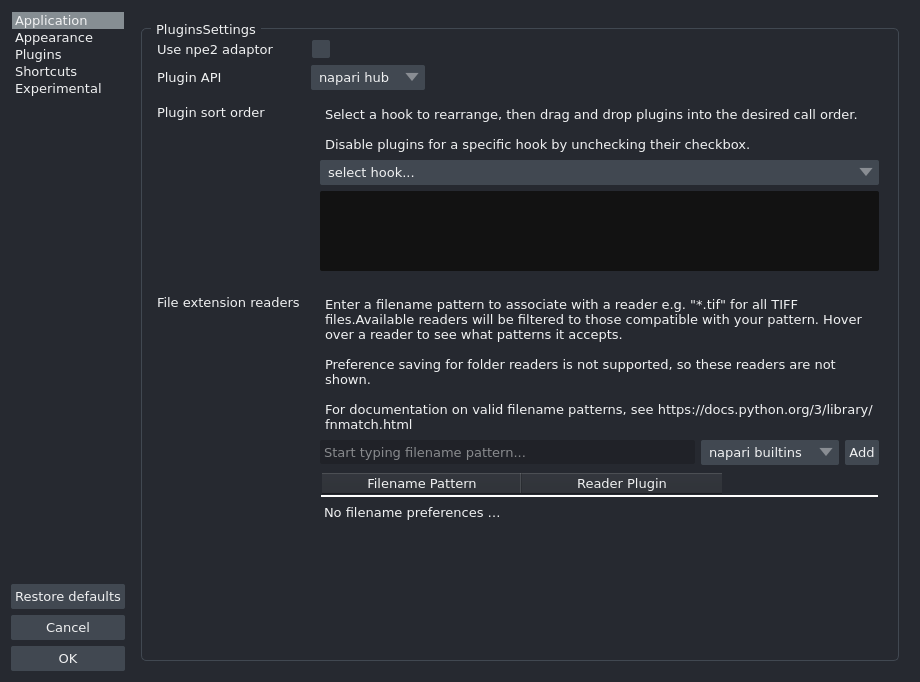 Application
Appearance
Plugins
Shortcuts
Experimental
PluginsSettings
Use npe2 adaptor
Plugin API
napari hub
Plugin sort order
Select a hook to rearrange, then drag and drop plugins into the desired call order.
Disable plugins for a specific hook by unchecking their checkbox.
select hook...
File extension readers
Enter a filename pattern to associate with a reader e.g. "*.tif" for all TIFF
files.Available readers will be filtered to those compatible with your pattern. Hover
over a reader to see what patterns it accepts.
Preference saving for folder readers is not supported, so these readers are not
shown.
For documentation on valid filename patterns, see https://docs.python.org/3/library/
fnmatch.html
Start typing filename pattern...
napari builtins
Add
Filename Pattern
Reader Plugin
No filename preferences ...
Restore defaults
Cancel
OK